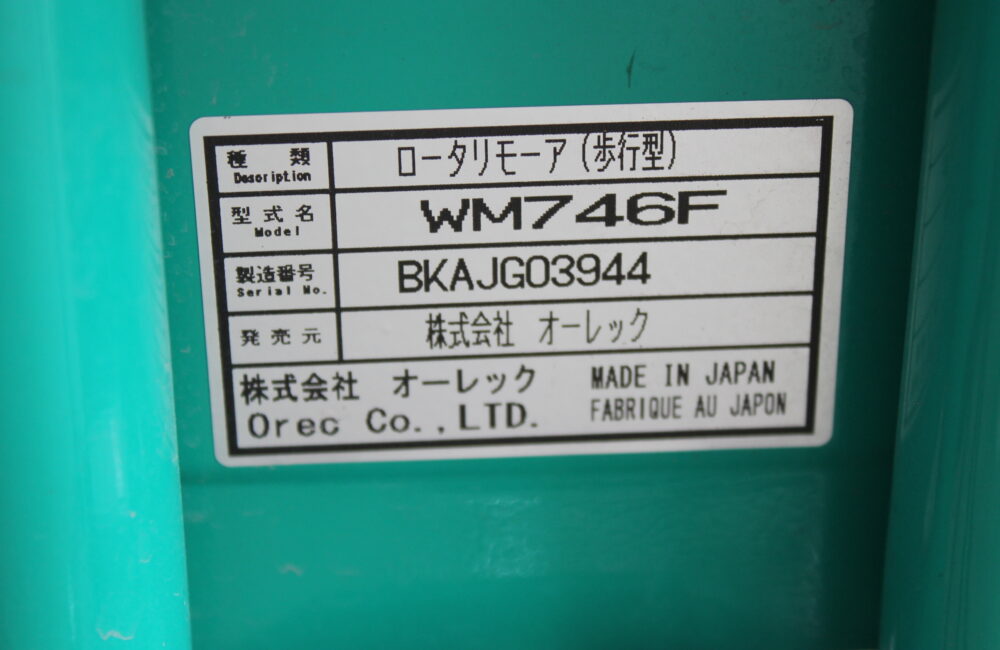 種 類 ロータリモーア(歩行型)
Description
型式名 WM746F
Model
製造番号 BKAJG03944
Serial No.
発売元 株式会社 オーレック
株式会社 オーレック MADE IN JAPAN
Orec Co.,LTD. FABRIQUE AU JAPON